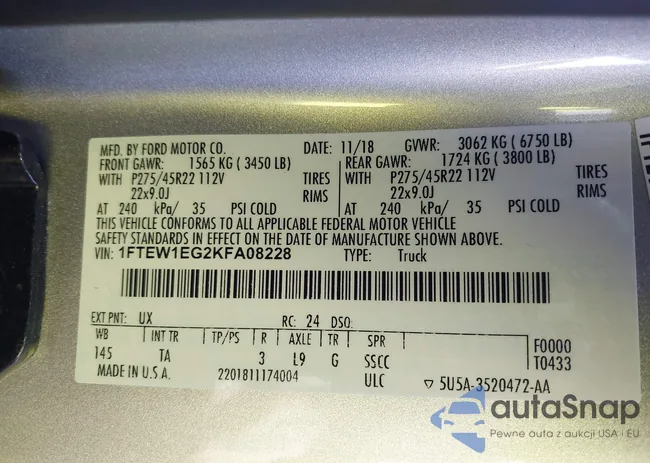 MFD. BY FORD MOTOR CO. DATE: 11/18 GVWR: 3062 KG ( 6750 LB)
FRONT GAWR: 1565 KG ( 3450 LB) REAR GAWR: 1724 KG ( 3800 LB)
WITH P275/45R22 112V TIRES WITH P275/45R22 112V TIRES
22x9.0J RIMS 22x9.0J RIMS
AT 240 kPa/ 35 PSI COLD AT 240 kPa/ 35 PSI COLD
THIS VEHICLE CONFORMS TO ALL APPLICABLE FEDERAL MOTOR VEHICLE
SAFETY STANDARDS IN EFFECT ON THE DATE OF MANUFACTURE SHOWN ABOVE.
VIN: 1FTEW1EG2KFA08228 TYPE: Truck
EXT PNT: UX RC: 24 DSO:
WB INT TR TP/PS R AXLE TR SPR F0000
145 TA 3 L9 G SSCC T0433
MADE IN U.S.A. 2201811174004 ULC ▽ 5U5A-3520472-AA
autaSnap
Pewne auta z aukcji USA i EU